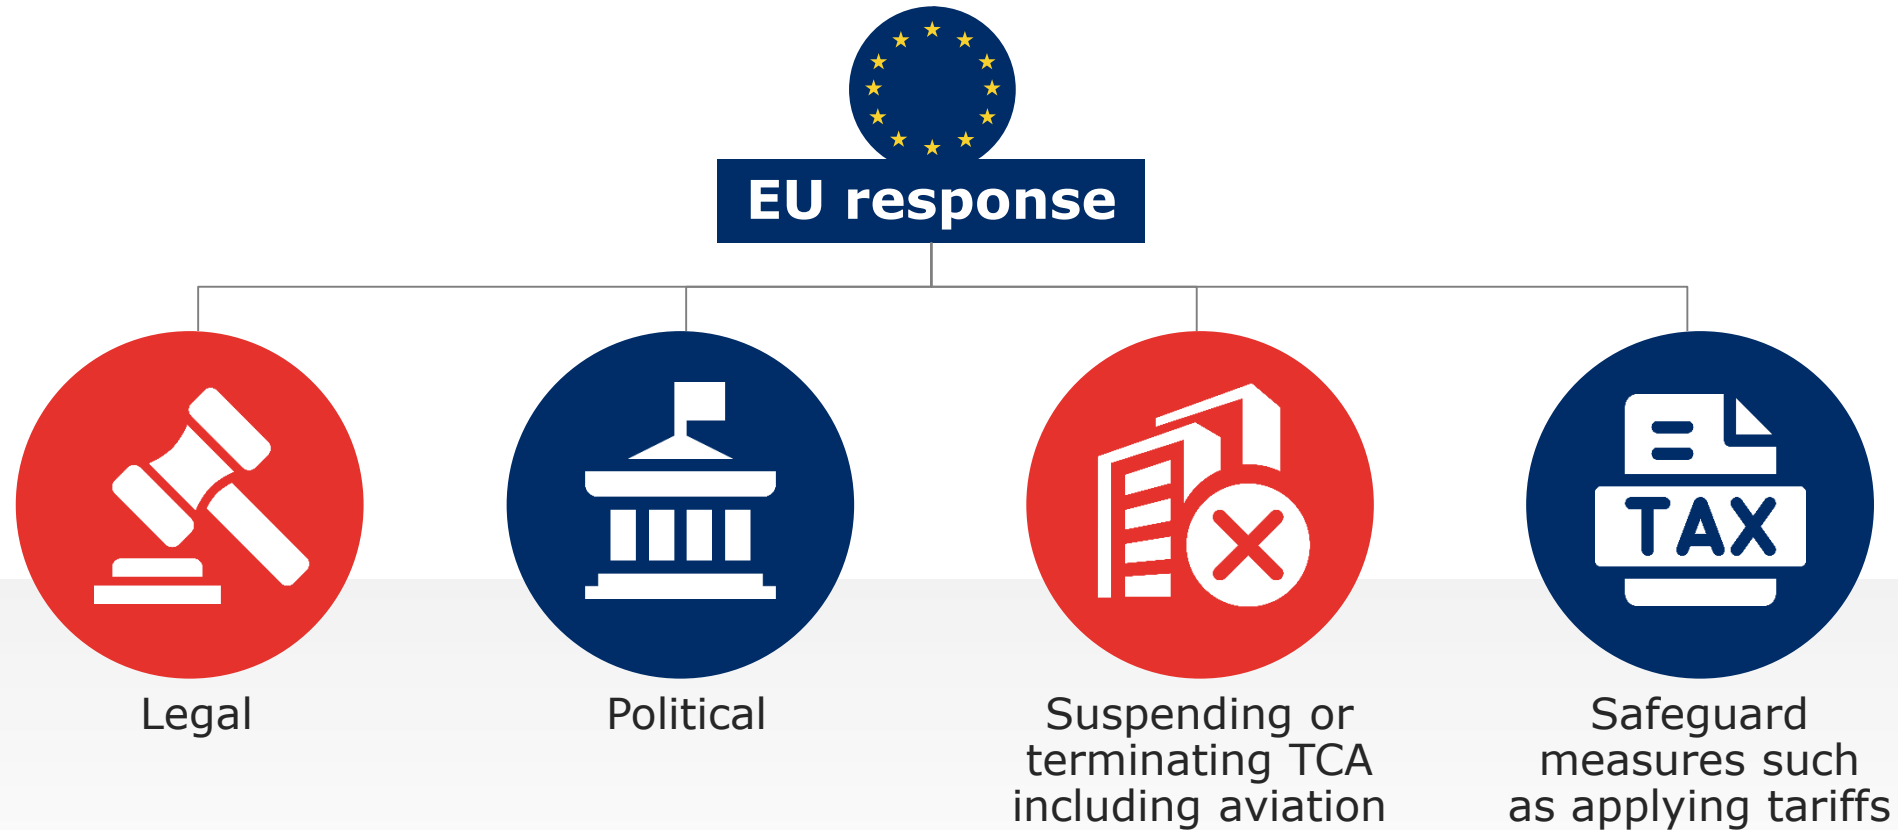 EU response
TAX
Legal
Political
Suspending or
terminating TCA
including aviation
Safeguard
measures such
as applying tariffs